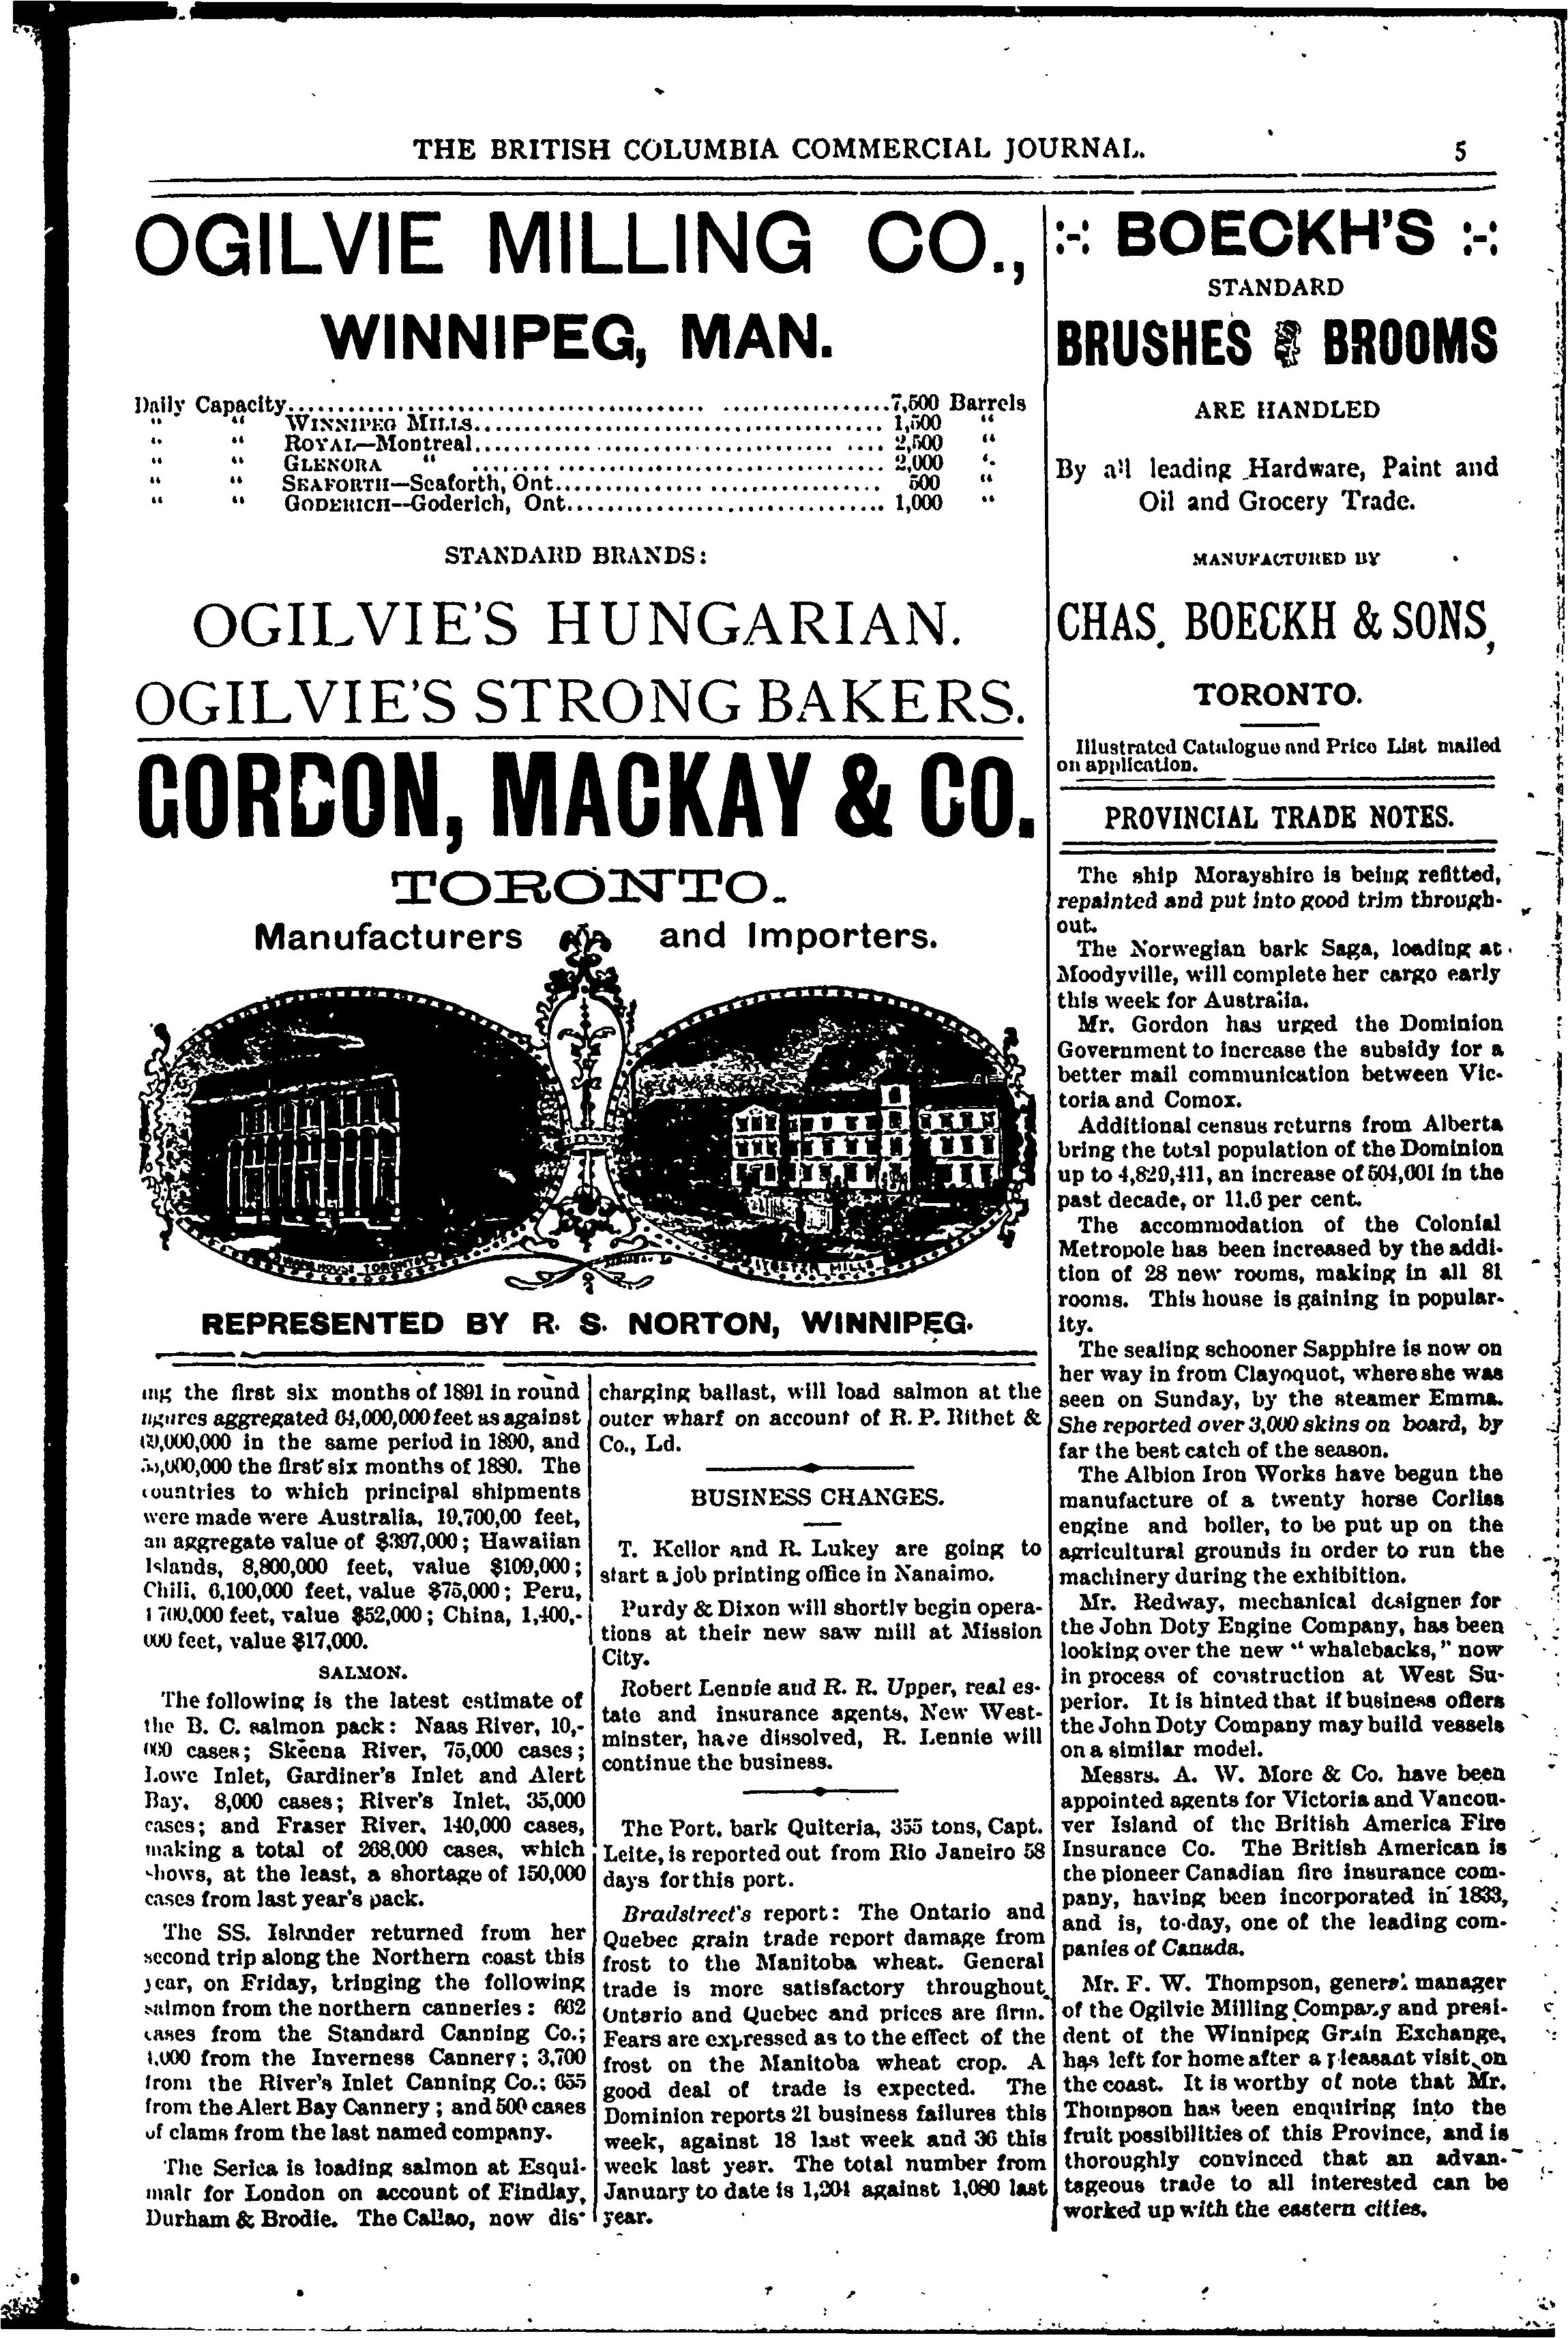 THE BRITISH COLUMBIA COMMERCIAL JOURNAL. 5
OGILVIE MILLING CO.,
WINNIPEG, MAN.
Daily Capacity........................................7,500 Barrels
“ “ WINNIPEG MILLS........................................ 1,500 “
“ “ ROYAL—Montreal........................................ 2,500 “
“ “ GLENORA “ ........................................ 2,000 “
“ “ SEAFORTH—Seaforth, Ont........................................ 500 “
“ “ GODERICH--Goderich, Ont........................................ 1,000 “
STANDARD BRANDS:
OGILVIE'S HUNGARIAN.
OGILVIE'S STRONG BAKERS.
GORDON, MACKAY & CO.
TORONTO.
Manufacturers and Importers.
WAREHOUSE TORONTO
LYBSTER MILLS
REPRESENTED BY R. S. NORTON, WINNIPEG.
ing the first six months of 1891 in round
figures aggregated 64,000,000 feet as against
,000,000 in the same period in 1890, and
,000,000 the first six months of 1880. The
countries to which principal shipments
were made were Australia, 19,700,00 feet,
an aggregate value of $397,000; Hawaiian
Islands, 8,800,000 feet, value $109,000;
Chili, 6,100,000 feet, value $75,000; Peru,
1 700,000 feet, value $52,000; China, 1,400,-
000 feet, value $17,000.
SALMON.
The following is the latest estimate of
the B. C. salmon pack: Naas River, 10,-
000 cases; Skeena River, 75,000 cases;
Lowe Inlet, Gardiner's Inlet and Alert
Bay, 8,000 cases; River's Inlet, 35,000
cases; and Fraser River, 140,000 cases,
making a total of 268,000 cases, which
shows, at the least, a shortage of 150,000
cases from last year's pack.
The SS. Islander returned from her
second trip along the Northern coast this
year, on Friday, bringing the following
salmon from the northern canneries: 662
cases from the Standard Canning Co.;
1,000 from the Inverness Cannery; 3,700
from the River's Inlet Canning Co.; 655
from the Alert Bay Cannery; and 500 cases
of clams from the last named company.
The Serica is loading salmon at Esqui-
malt for London on account of Findlay,
Durham & Brodie. The Callao, now dis-
charging ballast, will load salmon at the
outer wharf on account of R. P. Rithet &
Co., Ld.
BUSINESS CHANGES.
T. Kellor and R. Lukey are going to
start a job printing office in Nanaimo.
Purdy & Dixon will shortly begin opera-
tions at their new saw mill at Mission
City.
Robert Lennie and R. R. Upper, real es-
tate and insurance agents, New West-
minster, have dissolved, R. Lennie will
continue the business.
The Port. bark Quiteria, 355 tons, Capt.
Leite, is reported out from Rio Janeiro 58
days for this port.
Bradstreet's report: The Ontario and
Quebec grain trade report damage from
frost to the Manitoba wheat. General
trade is more satisfactory throughout
Ontario and Quebec and prices are firm.
Fears are expressed as to the effect of the
frost on the Manitoba wheat crop. A
good deal of trade is expected. The
Dominion reports 21 business failures this
week, against 18 last week and 36 this
week last year. The total number from
January to date is 1,204 against 1,080 last
year.
:-: BOECKH'S :-:
STANDARD
BRUSHES & BROOMS
ARE HANDLED
By all leading Hardware, Paint and
Oil and Grocery Trade.
MANUFACTURED BY
CHAS. BOECKH & SONS,
TORONTO.
Illustrated Catalogue and Price List mailed
on application.
PROVINCIAL TRADE NOTES.
The ship Morayshire is being refitted,
repainted and put into good trim through-
out.
The Norwegian bark Saga, loading at
Moodyville, will complete her cargo early
this week for Australia.
Mr. Gordon has urged the Dominion
Government to increase the subsidy for a
better mail communication between Vic-
toria and Comox.
Additional census returns from Alberta
bring the total population of the Dominion
up to 4,829,411, an increase of 504,001 in the
past decade, or 11.6 per cent.
The accommodation of the Colonial
Metropole has been increased by the addi-
tion of 28 new rooms, making in all 81
rooms. This house is gaining in popular-
ity.
The sealing schooner Sapphire is now on
her way in from Clayoquot, where she was
seen on Sunday, by the steamer Emma.
She reported over 3,000 skins on board, by
far the best catch of the season.
The Albion Iron Works have begun the
manufacture of a twenty horse Corliss
engine and boiler, to be put up on the
agricultural grounds in order to run the
machinery during the exhibition.
Mr. Redway, mechanical designer for
the John Doty Engine Company, has been
looking over the new "whalebacks," now
in process of construction at West Su-
perior. It is hinted that if business offers
the John Doty Company may build vessels
on a similar model.
Messrs. A. W. More & Co. have been
appointed agents for Victoria and Vancou-
ver Island of the British America Fire
Insurance Co. The British American is
the pioneer Canadian fire insurance com-
pany, having been incorporated in 1833,
and is, to-day, one of the leading com-
panies of Canada.
Mr. F. W. Thompson, general manager
of the Ogilvie Milling Company and presi-
dent of the Winnipeg Grain Exchange,
has left for home after a pleasant visit on
the coast. It is worthy of note that Mr.
Thompson has been enquiring into the
fruit possibilities of this Province, and is
thoroughly convinced that an advan-
tageous trade to all interested can be
worked up with the eastern cities.